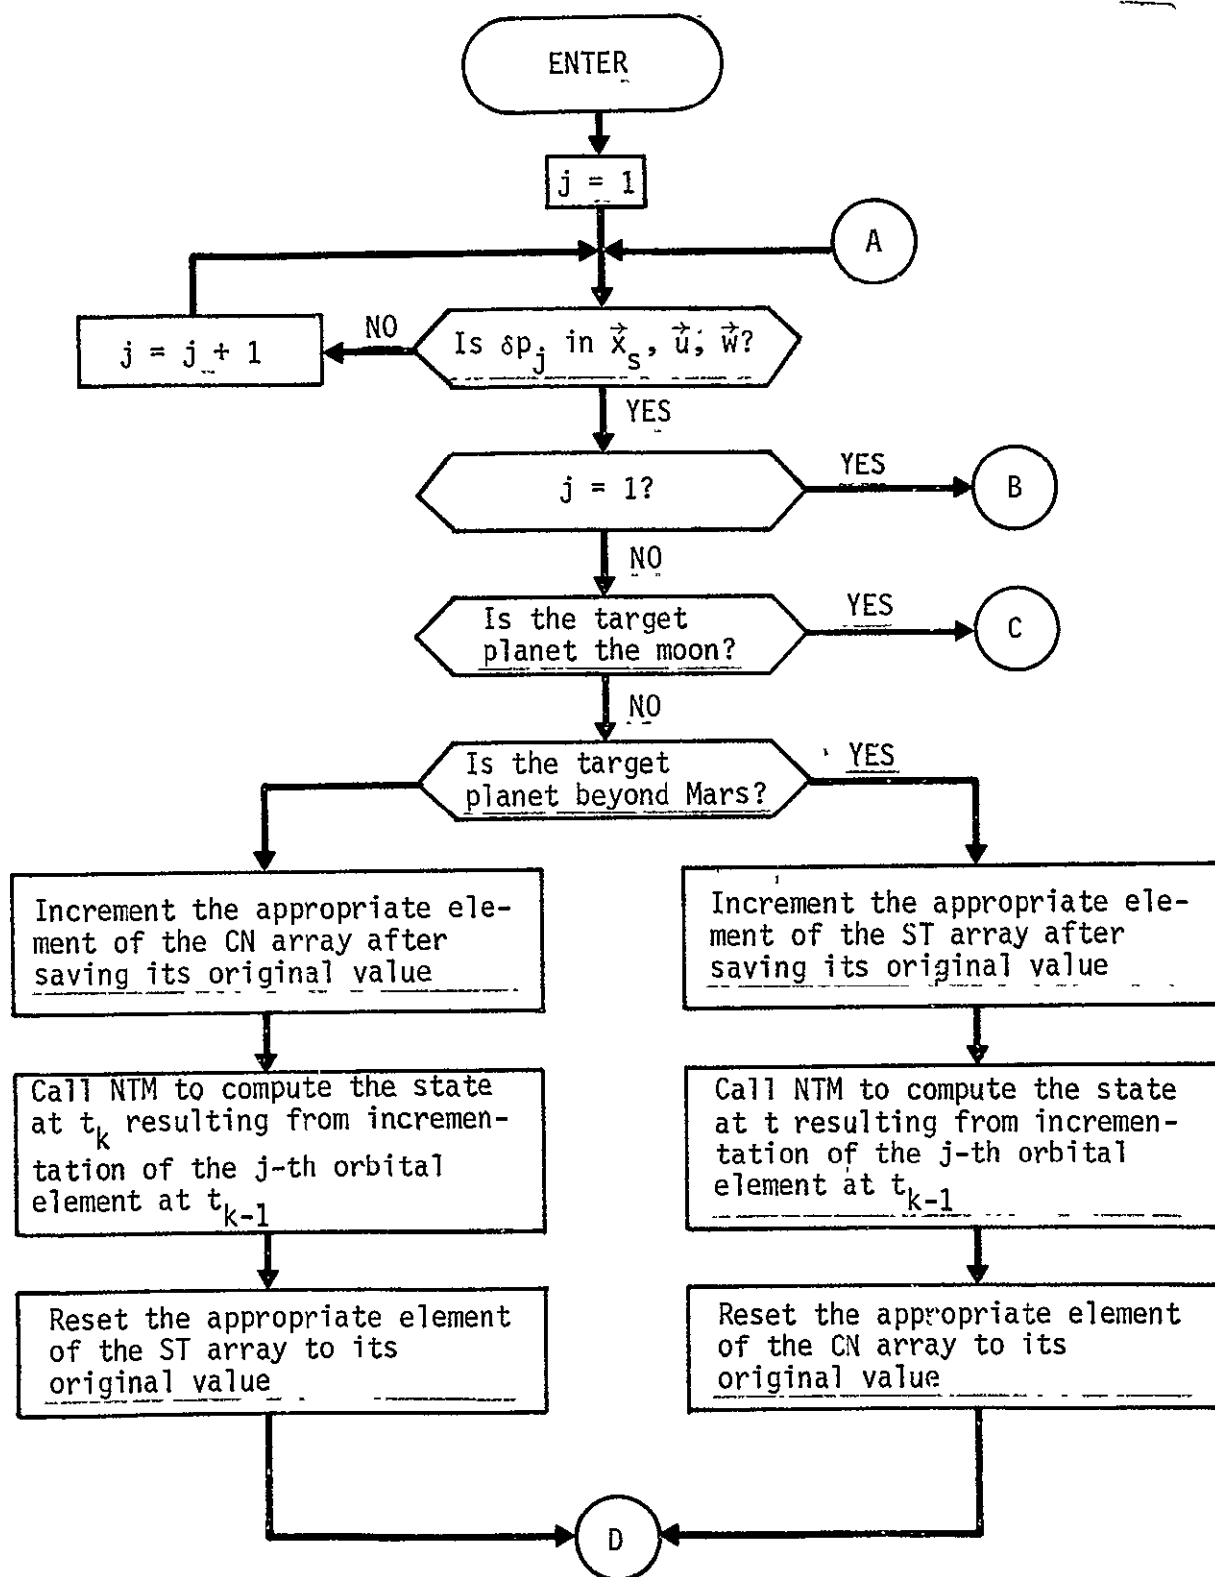 ENTER
j = 1
A
Is δp_j in x⃗_s, u⃗, w⃗?
NO
j = j + 1
YES
j = 1?
YES
B
NO
Is the target
planet the moon?
YES
C
NO
Is the target
planet beyond Mars?
YES
Increment the appropriate ele-
ment of the CN array after
saving its original value
Call NTM to compute the state
at t_k resulting from incremen-
tation of the j-th orbital
element at t_{k-1}
Reset the appropriate element
of the ST array to its
original value
Increment the appropriate ele-
ment of the ST array after
saving its original value
Call NTM to compute the state
at t resulting from incremen-
tation of the j-th orbital
element at t_{k-1}
Reset the appropriate element
of the CN array to its
original value
D